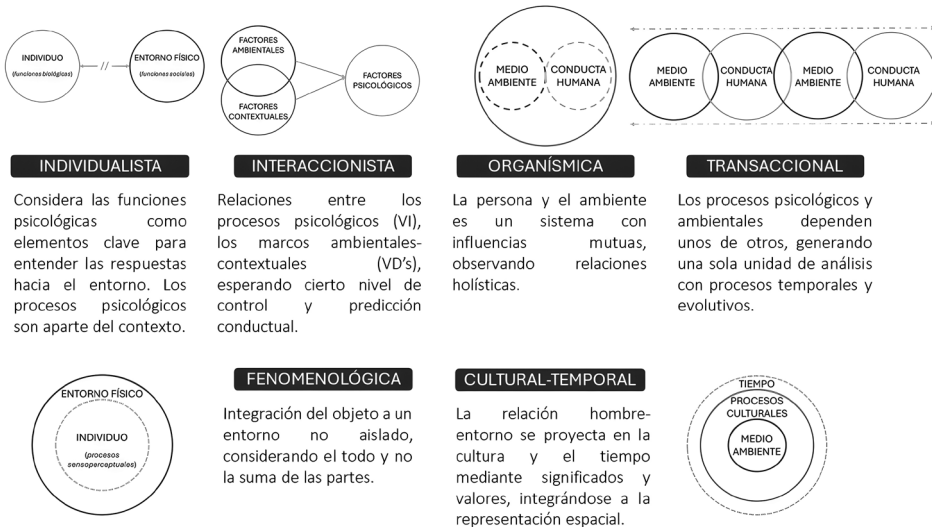 INDIVIDUO
(funciones biológicas)
//
ENTORNO FÍSICO
(funciones sociales)
FACTORES
AMBIENTALES
FACTORES
CONTEXTUALES
FACTORES
PSICOLÓGICOS
MEDIO
AMBIENTE
CONDUCTA
HUMANA
MEDIO
AMBIENTE
CONDUCTA
HUMANA
MEDIO
AMBIENTE
CONDUCTA
HUMANA
INDIVIDUALISTA
Considera las funciones
psicológicas como
elementos clave para
entender las respuestas
hacia el entorno. Los
procesos psicológicos
son aparte del contexto.
INTERACCIONISTA
Relaciones entre los
procesos psicológicos (VI),
los marcos ambientales-
contextuales (VD’s),
esperando cierto nivel de
control y predicción
conductual.
ORGANÍSMICA
La persona y el ambiente
es un sistema con
influencias mutuas,
observando relaciones
holísticas.
TRANSACCIONAL
Los procesos psicológicos y
ambientales dependen
unos de otros, generando
una sola unidad de análisis
con procesos temporales y
evolutivos.
ENTORNO FÍSICO
INDIVIDUO
(procesos
sensoperceptuales)
FENOMENOLÓGICA
Integración del objeto a un
entorno no aislado,
considerando el todo y no
la suma de las partes.
CULTURAL-TEMPORAL
La relación hombre-
entorno se proyecta en la
cultura y el tiempo
mediante significados y
valores, integrándose a la
representación espacial.
TIEMPO
PROCESOS
CULTURALES
MEDIO
AMBIENTE